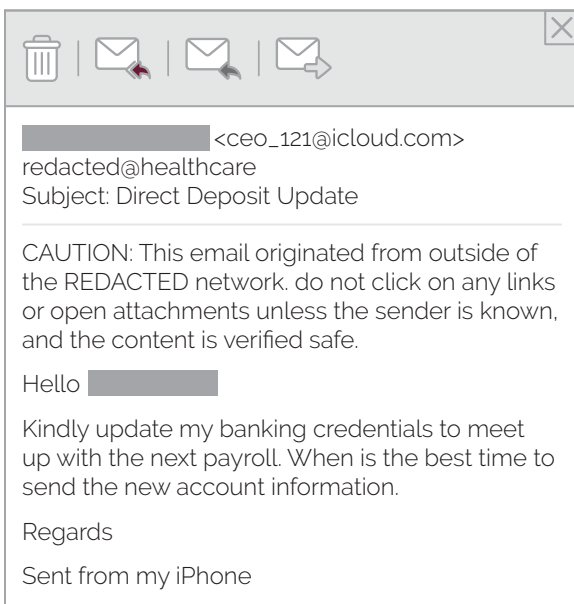 <ceo_121@icloud.com>
redacted@healthcare
Subject: Direct Deposit Update
CAUTION: This email originated from outside of
the REDACTED network. do not click on any links
or open attachments unless the sender is known,
and the content is verified safe.
Hello
Kindly update my banking credentials to meet
up with the next payroll. When is the best time to
send the new account information.
Regards
Sent from my iPhone